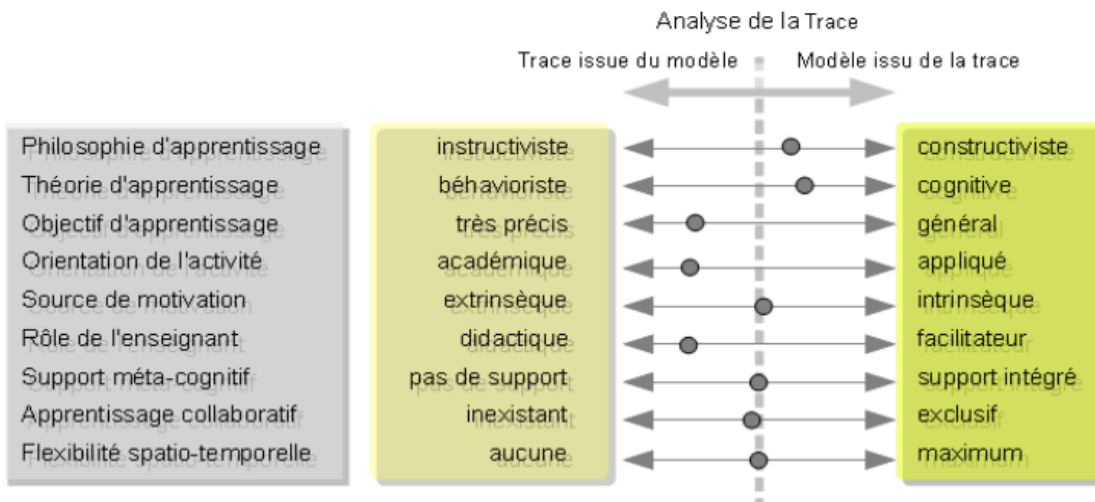 Analyse de la Trace
Trace issue du modèle Modèle issu de la trace
Philosophie d'apprentissage instructiviste constructiviste
Théorie d'apprentissage béhavioriste cognitive
Objectif d'apprentissage très précis général
Orientation de l'activité académique appliqué
Source de motivation extrinsèque intrinsèque
Rôle de l'enseignant didactique facilitateur
Support méta-cognitif pas de support support intégré
Apprentissage collaboratif inexistant exclusif
Flexibilité spatio-temporelle aucune maximum